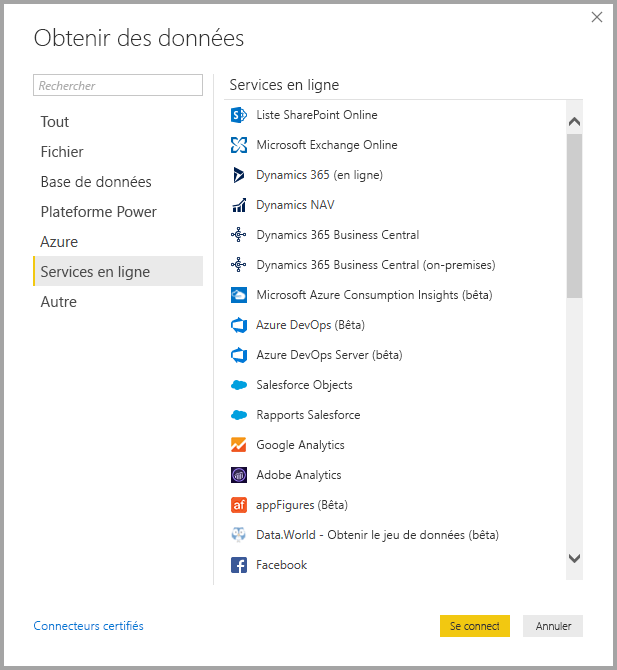 Obtenir des données
Rechercher
Tout
Fichier
Base de données
Plateforme Power
Azure
Services en ligne
Autre
Services en ligne
Liste SharePoint Online
Microsoft Exchange Online
Dynamics 365 (en ligne)
Dynamics NAV
Dynamics 365 Business Central
Dynamics 365 Business Central (on-premises)
Microsoft Azure Consumption Insights (bêta)
Azure DevOps (Bêta)
Azure DevOps Server (bêta)
Salesforce Objects
Rapports Salesforce
Google Analytics
Adobe Analytics
appFigures (Bêta)
Data.World - Obtenir le jeu de données (bêta)
Facebook
Connecteurs certifiés
Se connect
Annuler